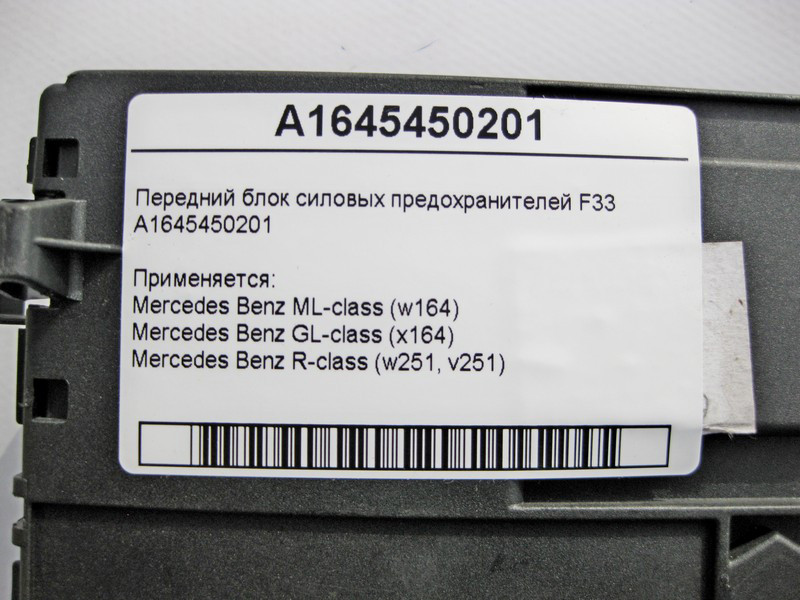 A1645450201
Передний блок силовых предохранителей F33
A1645450201
Применяется:
Mercedes Benz ML-class (w164)
Mercedes Benz GL-class (x164)
Mercedes Benz R-class (w251, v251)